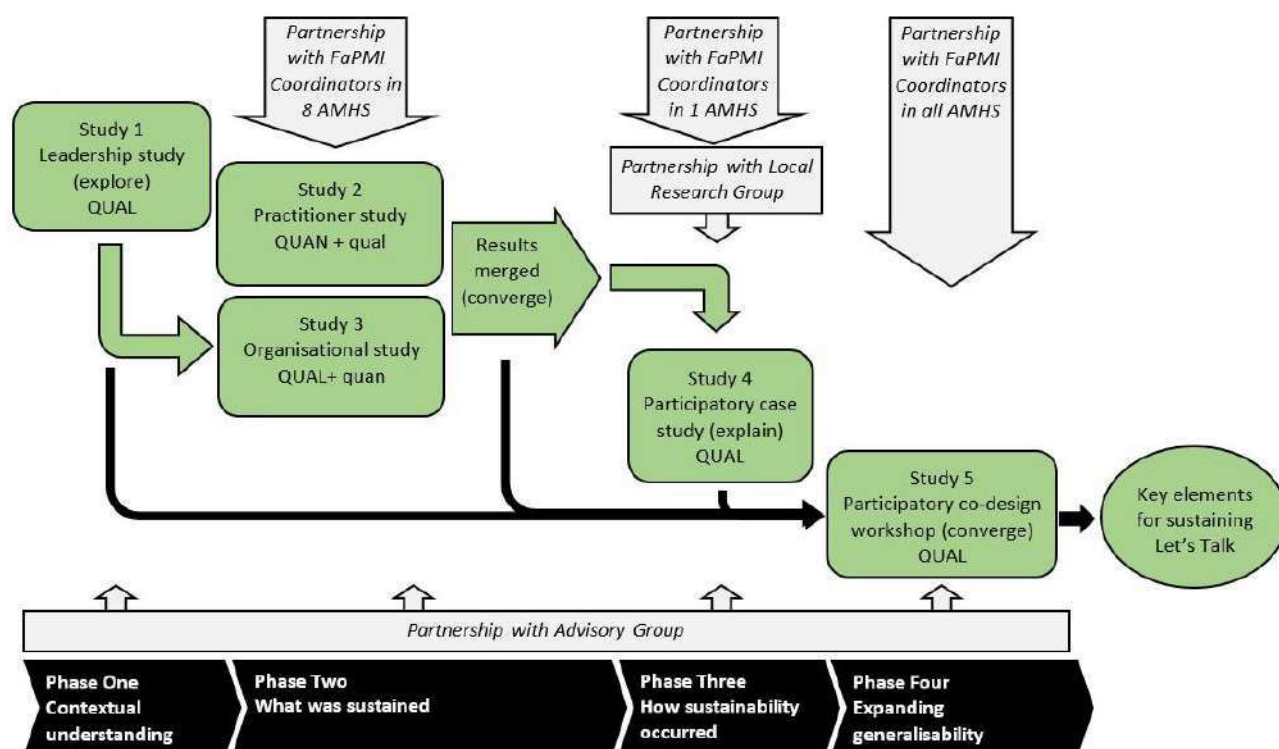 Partnership
with FaPMI
Coordinators in
8 AMHS
Partnership
with FaPMI
Coordinators
in 1 AMHS
Partnership
with FaPMI
Coordinators
in all AMHS
Study 1
Leadership study
(explore)
QUAL
Study 2
Practitioner study
QUAN + qual
Study 3
Organisational study
QUAL+ quan
Results
merged
(converge)
Partnership with Local
Research Group
Study 4
Participatory case
study (explain)
QUAL
Study 5
Participatory co-design
workshop (converge)
QUAL
Key elements
for sustaining
Let's Talk
Partnership with Advisory Group
Phase One
Contextual
understanding
Phase Two
What was sustained
Phase Three
How sustainability
occurred
Phase Four
Expanding
generalisability